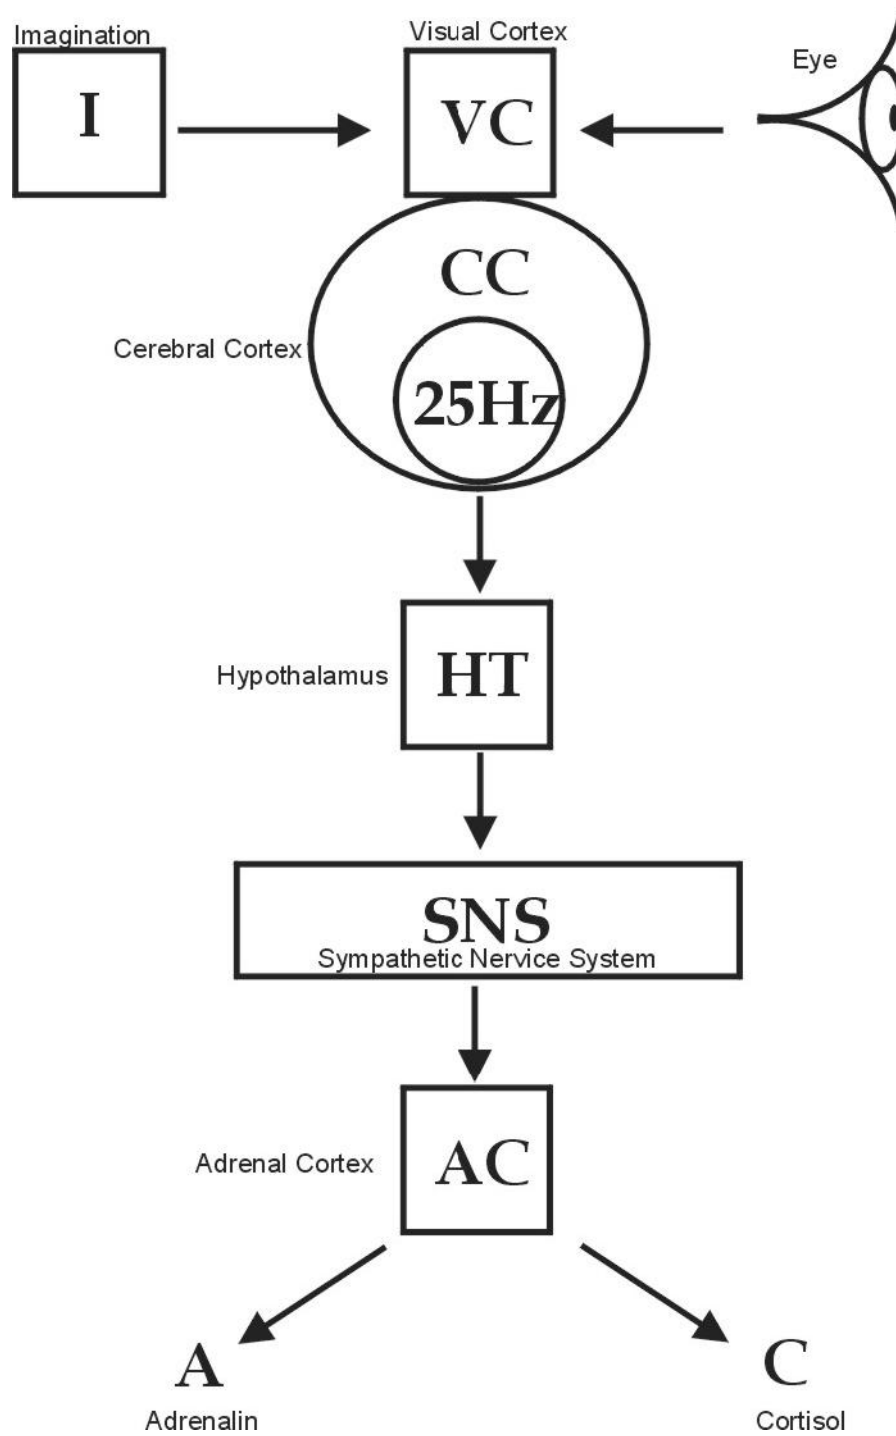 Imagination
I
Visual Cortex
VC
Eye
CC
Cerebral Cortex
25Hz
Hypothalamus
HT
SNS
Sympathetic Nervice System
Adrenal Cortex
AC
A
Adrenalin
C
Cortisol